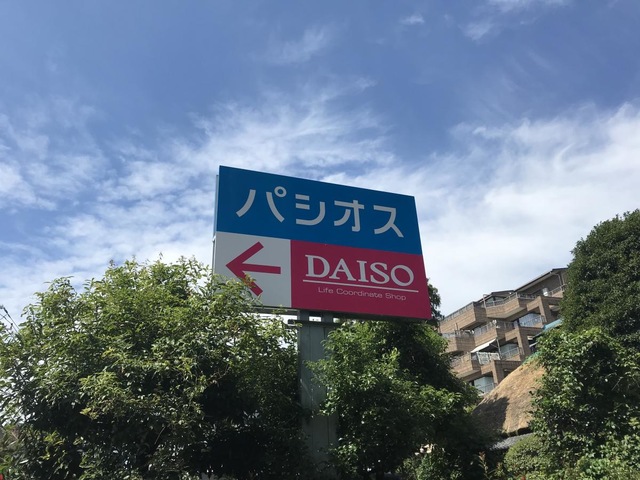 パシオス
DAISO
Life Coordinate Shop